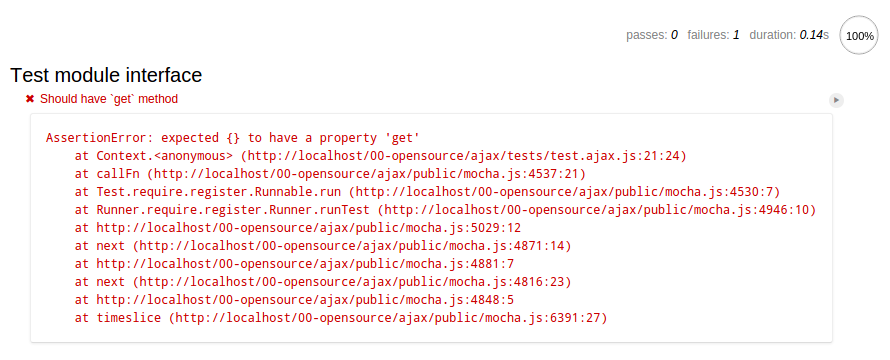 passes: 0 failures: 1 duration: 0.14s 100%
Test module interface
✖ Should have `get` method
AssertionError: expected {} to have a property 'get'
at Context.<anonymous> (http://localhost/00-opensource/ajax/tests/test.ajax.js:21:24)
at callFn (http://localhost/00-opensource/ajax/public/mocha.js:4537:21)
at Test.require.register.Runnable.run (http://localhost/00-opensource/ajax/public/mocha.js:4530:7)
at Runner.require.register.Runner.runTest (http://localhost/00-opensource/ajax/public/mocha.js:4946:10)
at http://localhost/00-opensource/ajax/public/mocha.js:5029:12
at next (http://localhost/00-opensource/ajax/public/mocha.js:4871:14)
at http://localhost/00-opensource/ajax/public/mocha.js:4881:7
at next (http://localhost/00-opensource/ajax/public/mocha.js:4816:23)
at http://localhost/00-opensource/ajax/public/mocha.js:4848:5
at timeslice (http://localhost/00-opensource/ajax/public/mocha.js:6391:27)